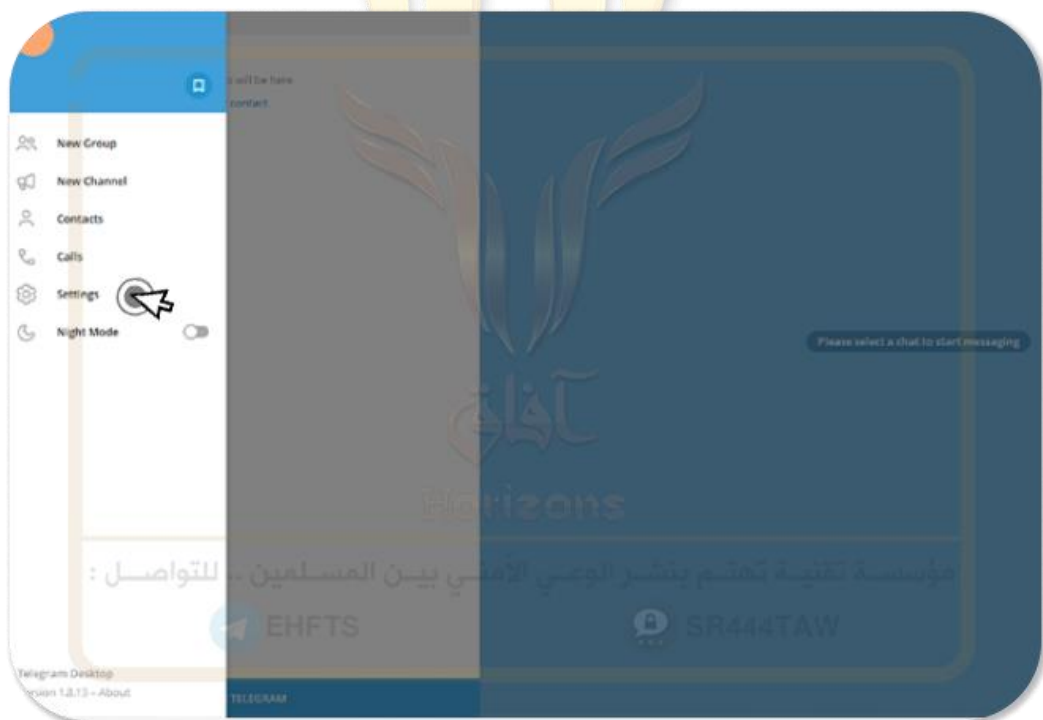 s will be here
contact
New Group
New Channel
Contacts
Calls
Settings
Night Mode
Please select a chat to start messaging
آفاق
Horizons
مؤسسة تقنية تهتم بنشر الوعي الأمني بين المسلمين .. للتواصل :
EHFTS
SR444TAW
Telegram Desktop
Version 1.8.13 – About
TELEGRAM